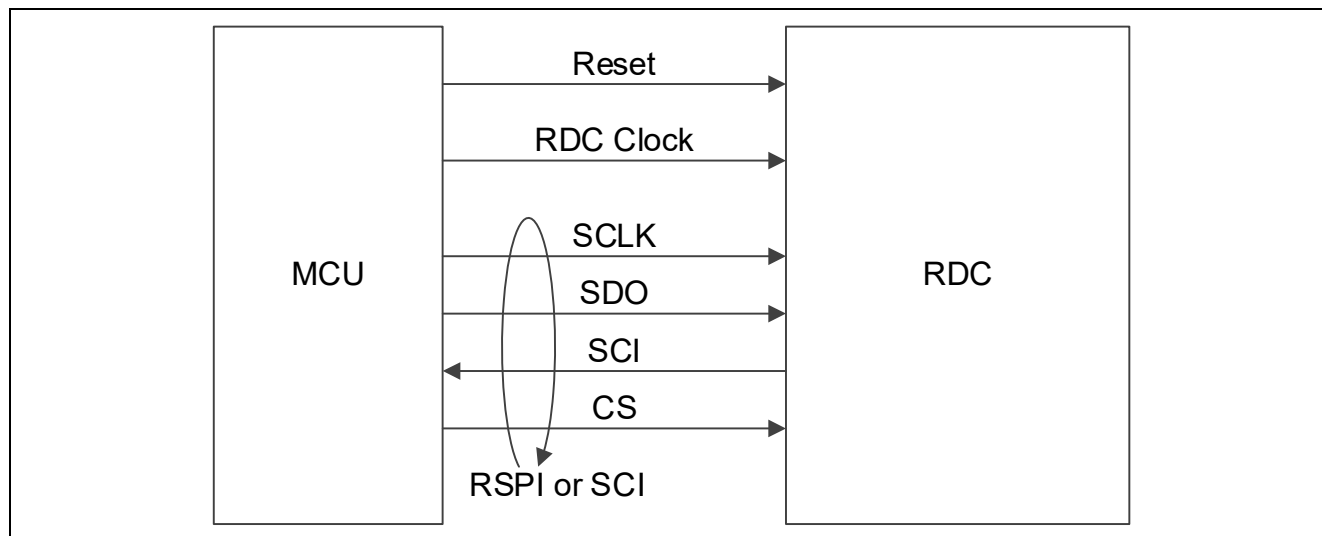 Reset
RDC Clock
SCLK
MCU
RDC
SDO
SCI
CS
RSPI or SCI